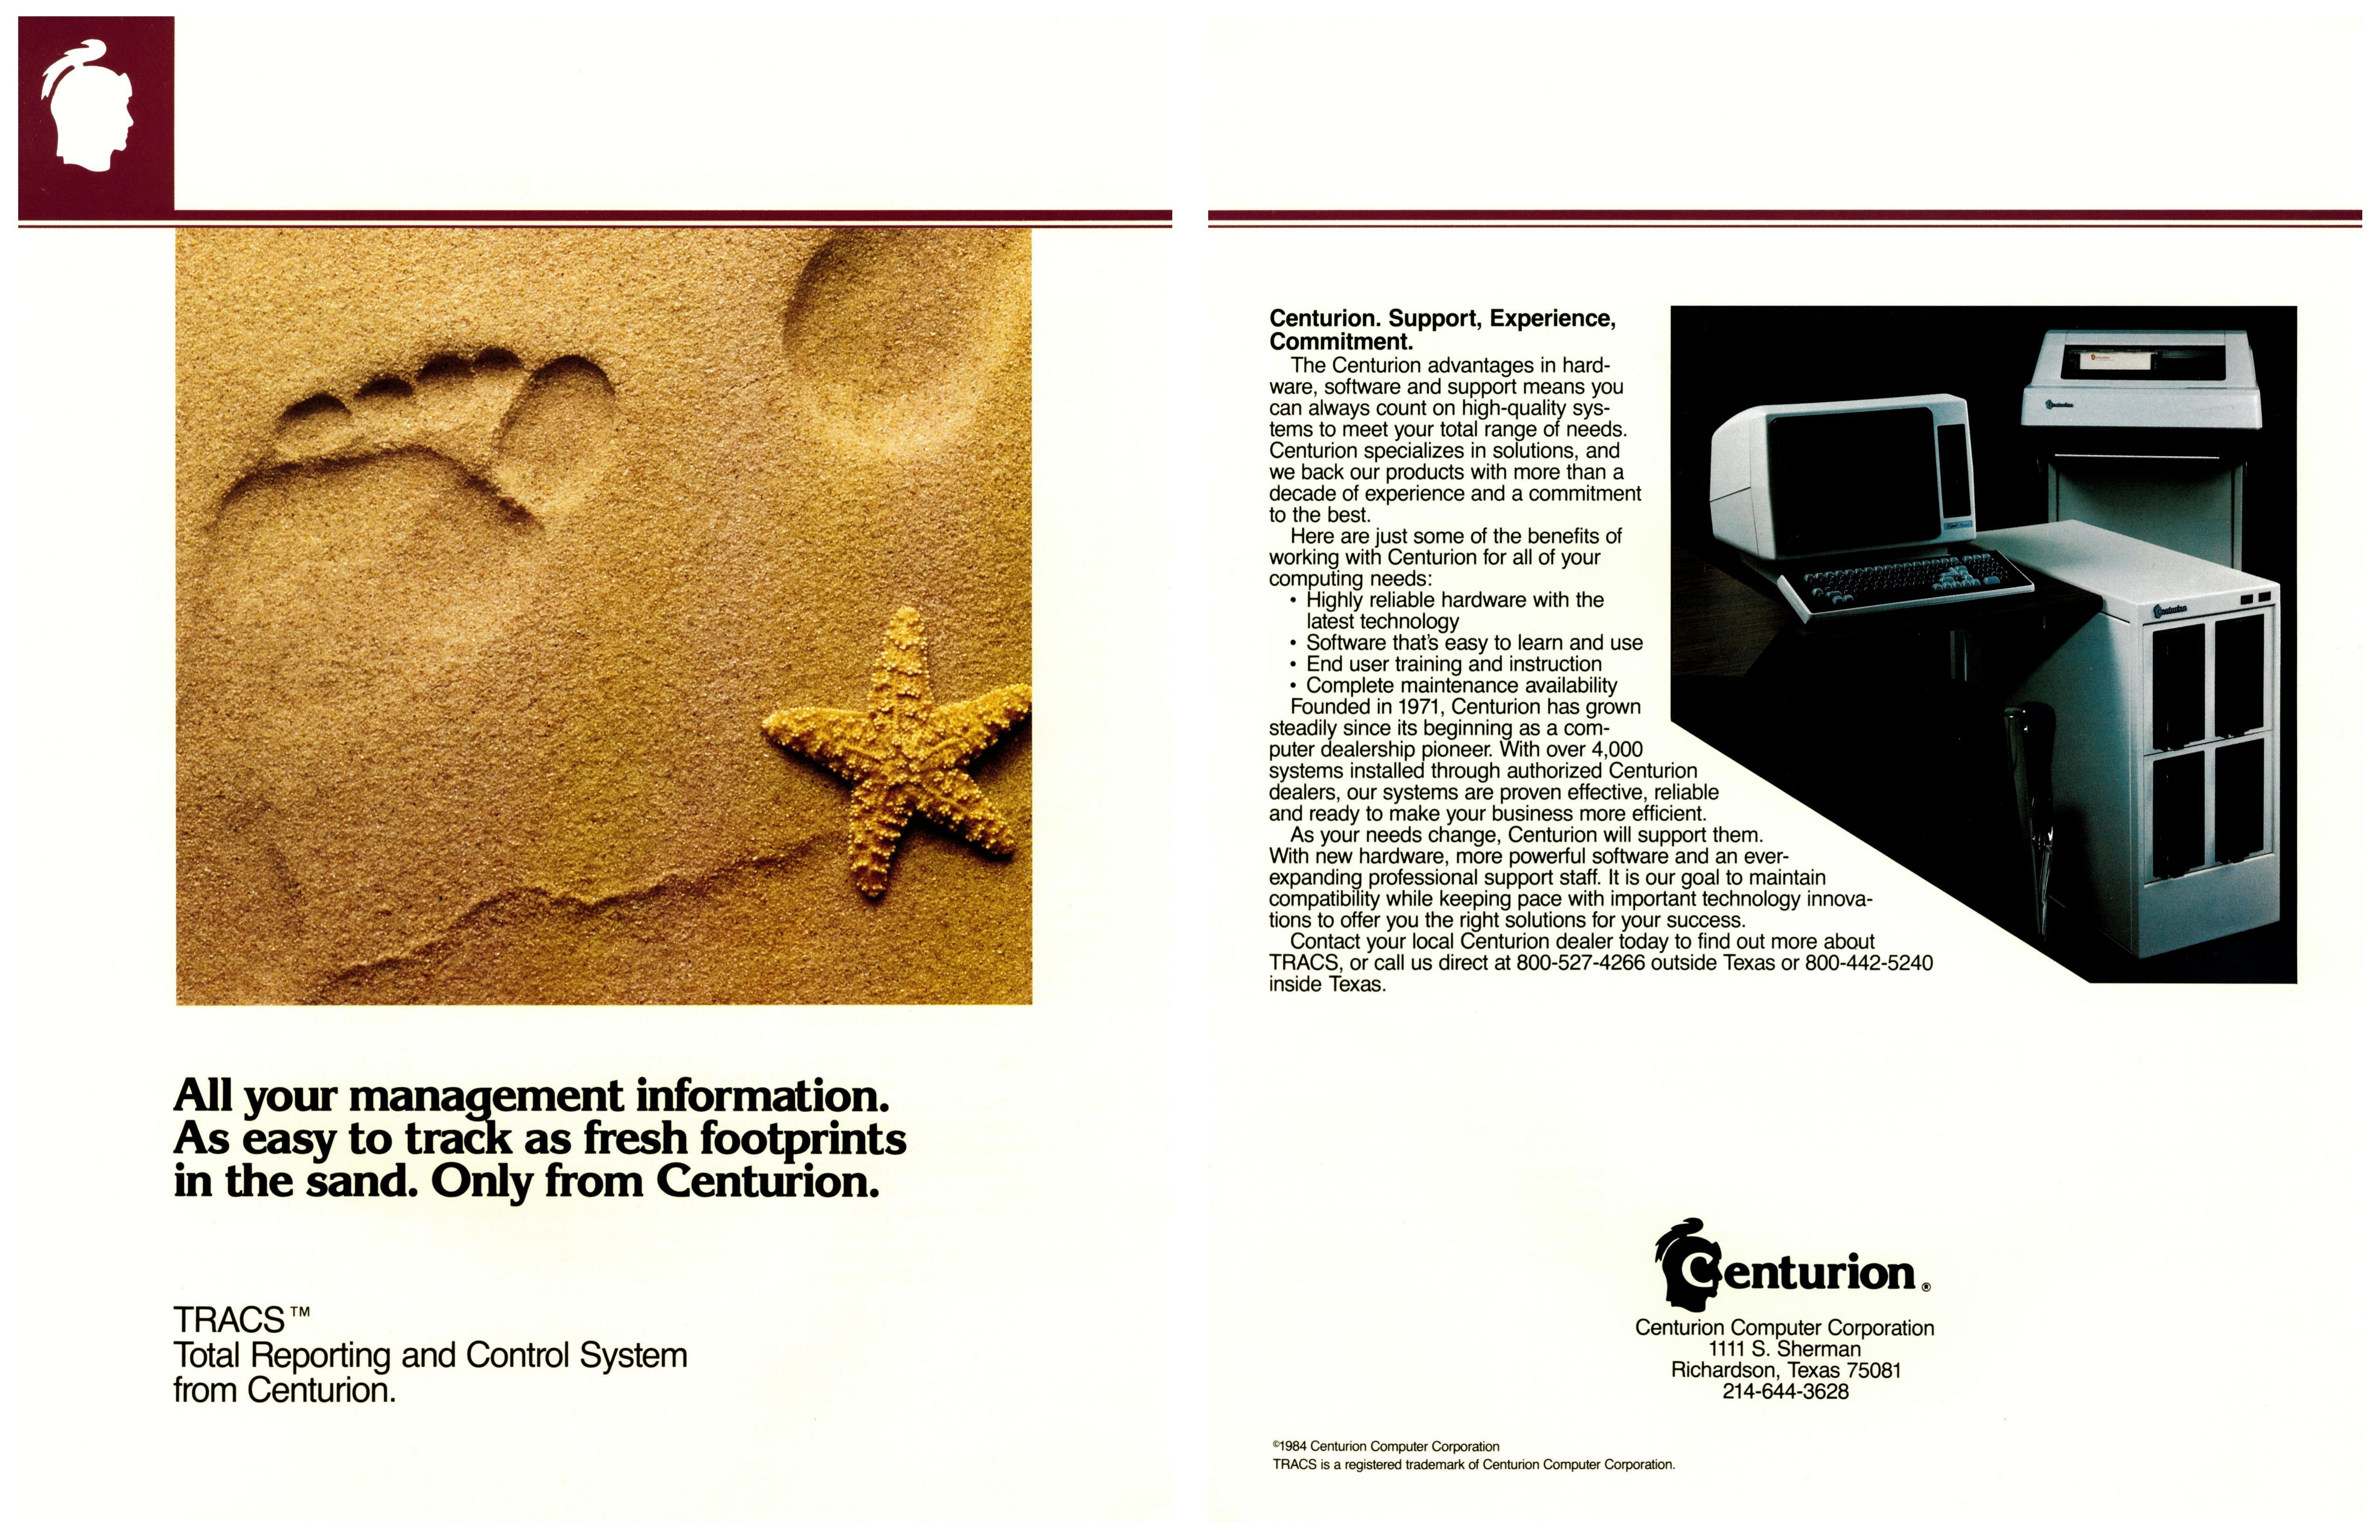 All your management information.
As easy to track as fresh footprints
in the sand. Only from Centurion.
TRACS™
Total Reporting and Control System
from Centurion.
Centurion. Support, Experience,
Commitment.
The Centurion advantages in hard-
ware, software and support means you
can always count on high-quality sys-
tems to meet your total range of needs.
Centurion specializes in solutions, and
we back our products with more than a
decade of experience and a commitment
to the best.
Here are just some of the benefits of
working with Centurion for all of your
computing needs:
• Highly reliable hardware with the
latest technology
• Software that's easy to learn and use
• End user training and instruction
• Complete maintenance availability
Founded in 1971, Centurion has grown
steadily since its beginning as a com-
puter dealership pioneer. With over 4,000
systems installed through authorized Centurion
dealers, our systems are proven effective, reliable
and ready to make your business more efficient.
As your needs change, Centurion will support them.
With new hardware, more powerful software and an ever-
expanding professional support staff. It is our goal to maintain
compatibility while keeping pace with important technology innova-
tions to offer you the right solutions for your success.
Contact your local Centurion dealer today to find out more about
TRACS, or call us direct at 800-527-4266 outside Texas or 800-442-5240
inside Texas.
Centurion
Centurion
Centurion®
Centurion Computer Corporation
1111 S. Sherman
Richardson, Texas 75081
214-644-3628
©1984 Centurion Computer Corporation
TRACS is a registered trademark of Centurion Computer Corporation.